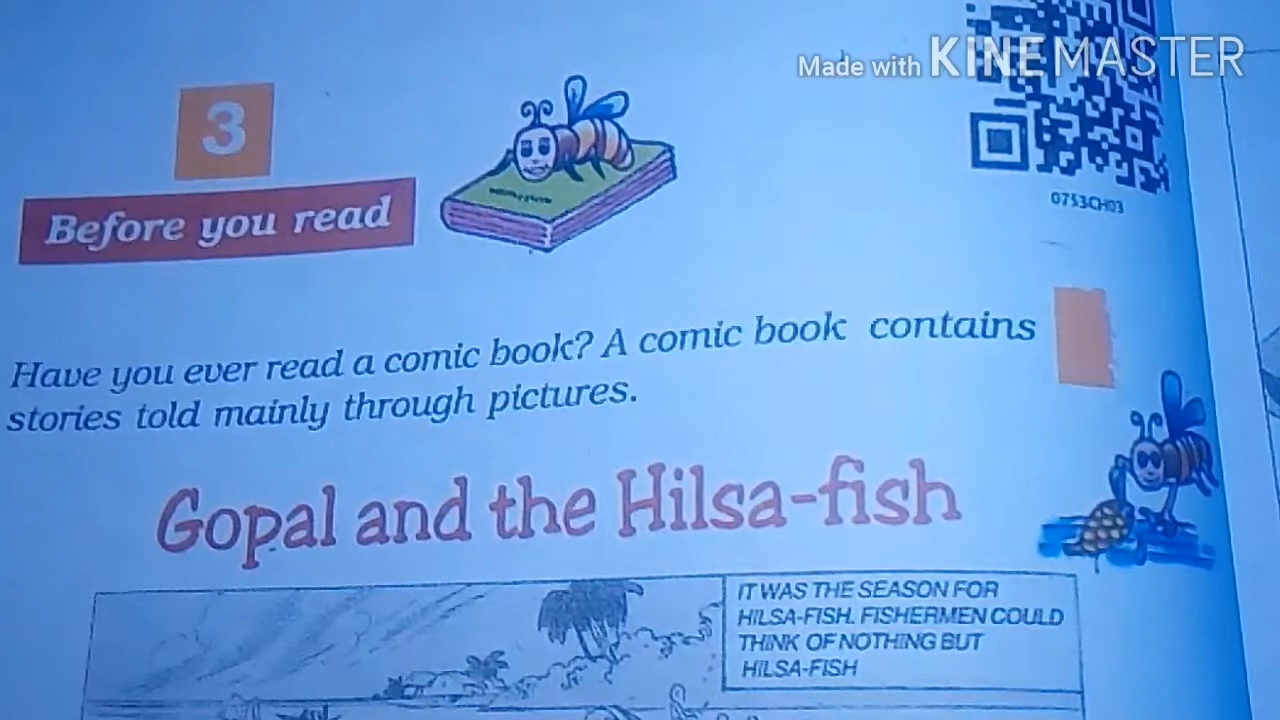 Made with KINEMASTER
3
0753CH03
Before you read
Have you ever read a comic book? A comic book contains
stories told mainly through pictures.
Gopal and the Hilsa-fish
IT WAS THE SEASON FOR
HILSA-FISH. FISHERMEN COULD
THINK OF NOTHING BUT
HILSA-FISH